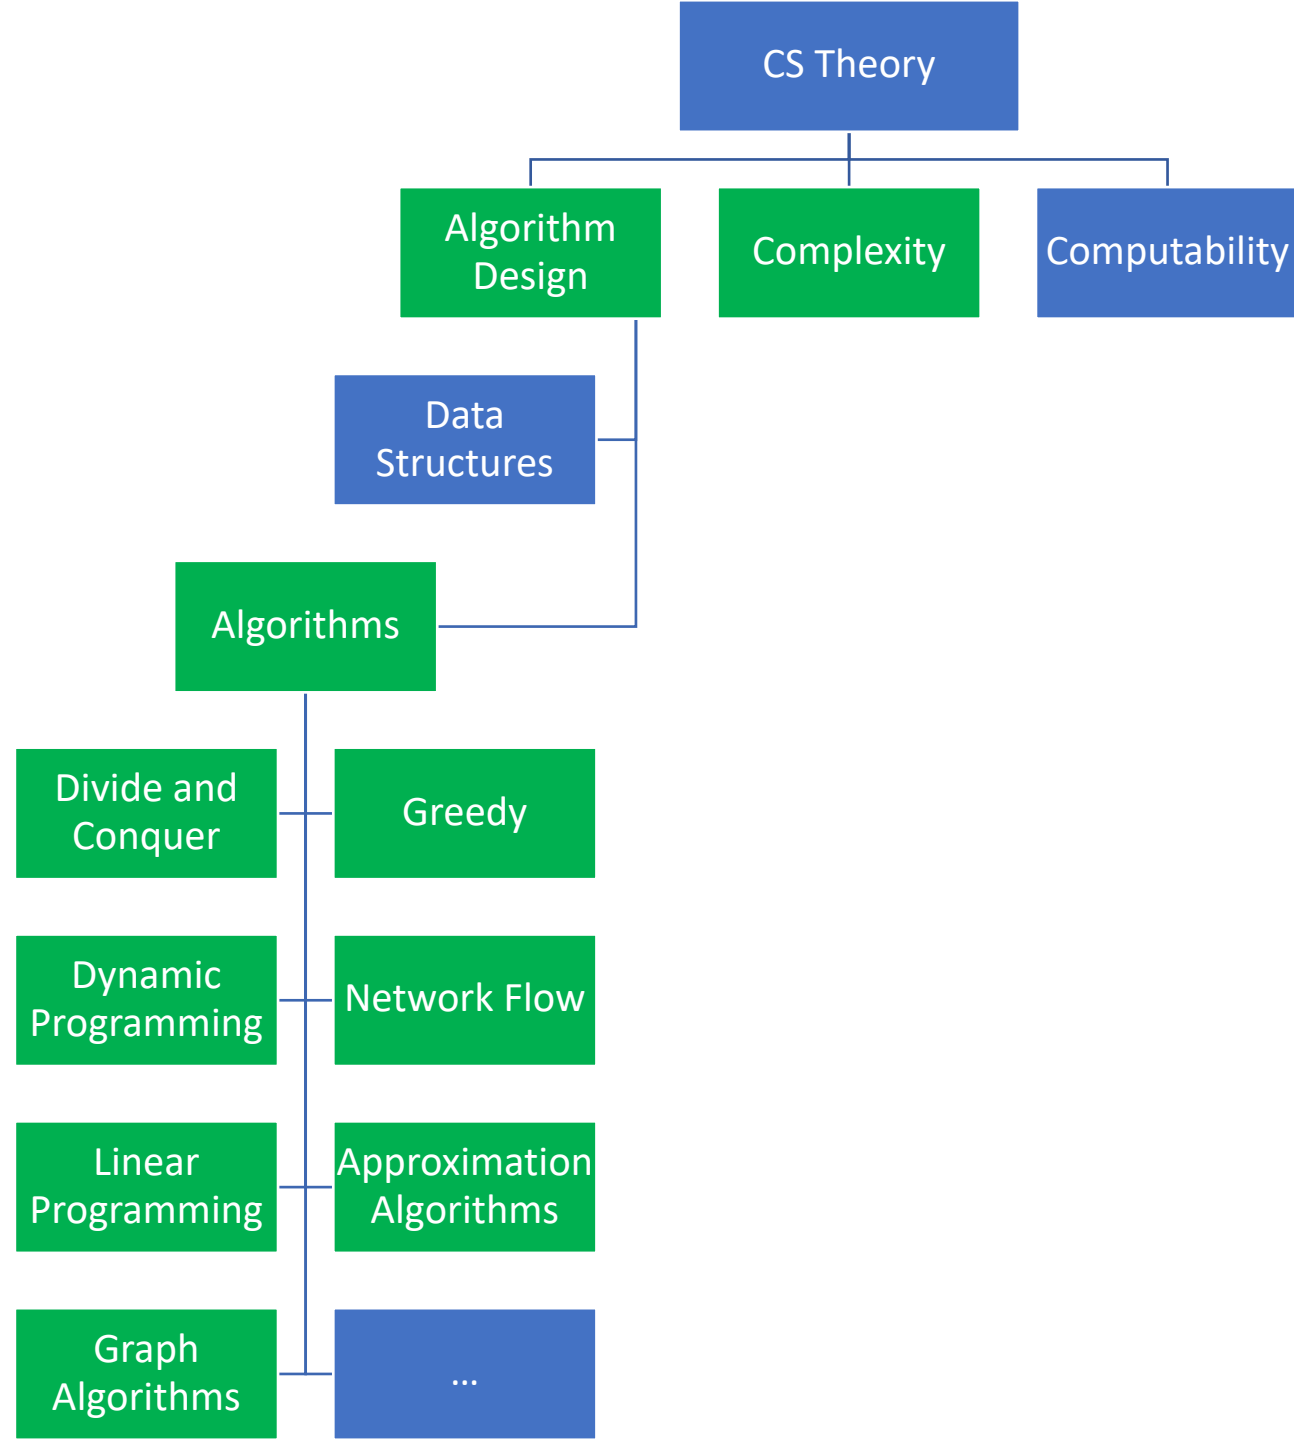 CS Theory
Algorithm
Design
Complexity
Computability
Data
Structures
Algorithms
Divide and
Conquer
Greedy
Dynamic
Programming
Network Flow
Linear
Programming
Approximation
Algorithms
Graph
Algorithms
...